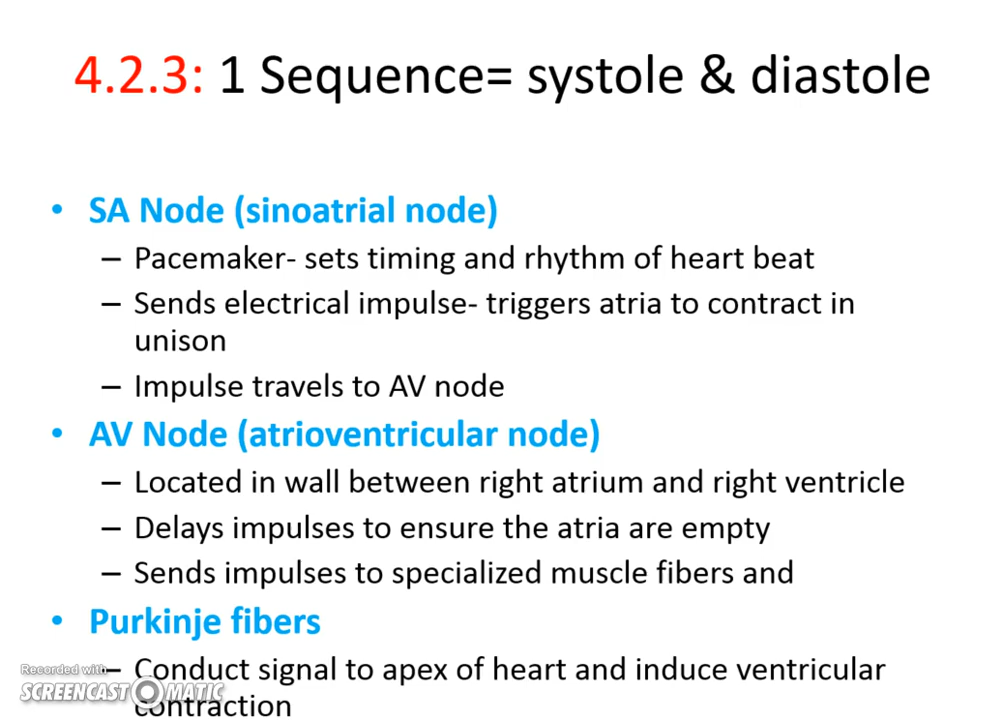 4.2.3: 1 Sequence= systole & diastole
• SA Node (sinoatrial node)
– Pacemaker- sets timing and rhythm of heart beat
– Sends electrical impulse- triggers atria to contract in
unison
– Impulse travels to AV node
• AV Node (atrioventricular node)
– Located in wall between right atrium and right ventricle
– Delays impulses to ensure the atria are empty
– Sends impulses to specialized muscle fibers and
• Purkinje fibers
– Conduct signal to apex of heart and induce ventricular
contraction
Recorded with
SCREENCAST-O-MATIC